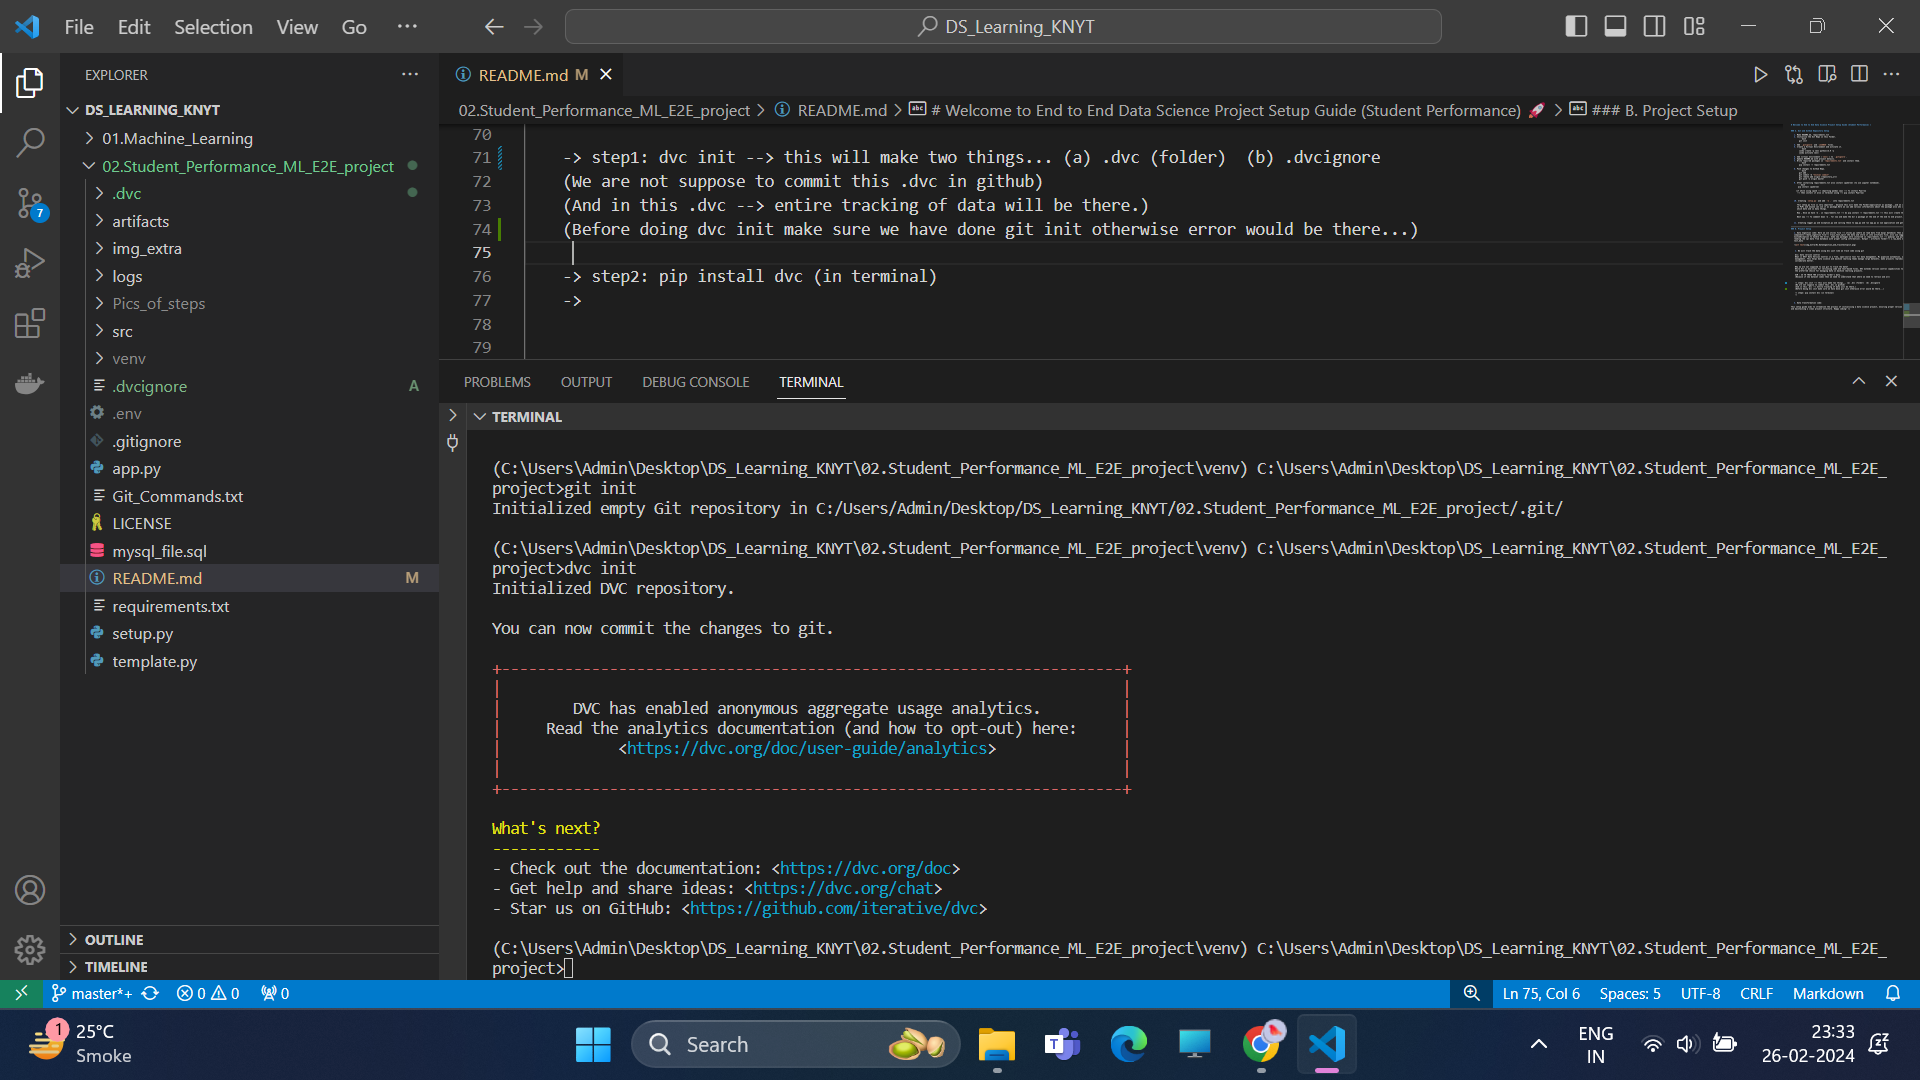 File Edit Selection View Go ··· DS_Learning_KNYT
EXPLORER ···
DS_LEARNING_KNYT
01.Machine_Learning
02.Student_Performance_ML_E2E_project
.dvc
artifacts
img_extra
logs
Pics_of_steps
src
venv
.dvcignore A
.env
.gitignore
app.py
Git_Commands.txt
LICENSE
mysql_file.sql
README.md M
requirements.txt
setup.py
template.py
OUTLINE
TIMELINE
7
README.md M
02.Student_Performance_ML_E2E_project > README.md > # Welcome to End to End Data Science Project Setup Guide (Student Performance) 🚀 > ### B. Project Setup
70
71 -> step1: dvc init --> this will make two things... (a) .dvc (folder) (b) .dvcignore
72 (We are not suppose to commit this .dvc in github)
73 (And in this .dvc --> entire tracking of data will be there.)
74 (Before doing dvc init make sure we have done git init otherwise error would be there...)
75
76 -> step2: pip install dvc (in terminal)
77 ->
78
79
PROBLEMS OUTPUT DEBUG CONSOLE TERMINAL
TERMINAL
(C:\Users\Admin\Desktop\DS_Learning_KNYT\02.Student_Performance_ML_E2E_project\venv) C:\Users\Admin\Desktop\DS_Learning_KNYT\02.Student_Performance_ML_E2E_
project>git init
Initialized empty Git repository in C:/Users/Admin/Desktop/DS_Learning_KNYT/02.Student_Performance_ML_E2E_project/.git/
(C:\Users\Admin\Desktop\DS_Learning_KNYT\02.Student_Performance_ML_E2E_project\venv) C:\Users\Admin\Desktop\DS_Learning_KNYT\02.Student_Performance_ML_E2E_
project>dvc init
Initialized DVC repository.
You can now commit the changes to git.
+---------------------------------------------------------------------+
DVC has enabled anonymous aggregate usage analytics.
Read the analytics documentation (and how to opt-out) here:
<https://dvc.org/doc/user-guide/analytics>
+---------------------------------------------------------------------+
What's next?
------------
- Check out the documentation: <https://dvc.org/doc>
- Get help and share ideas: <https://dvc.org/chat>
- Star us on GitHub: <https://github.com/iterative/dvc>
(C:\Users\Admin\Desktop\DS_Learning_KNYT\02.Student_Performance_ML_E2E_project\venv) C:\Users\Admin\Desktop\DS_Learning_KNYT\02.Student_Performance_ML_E2E_
project>
master*+ 0 0 0 Ln 75, Col 6 Spaces: 5 UTF-8 CRLF Markdown
1 25°C
Smoke
Search
ENG
IN
23:33
26-02-2024